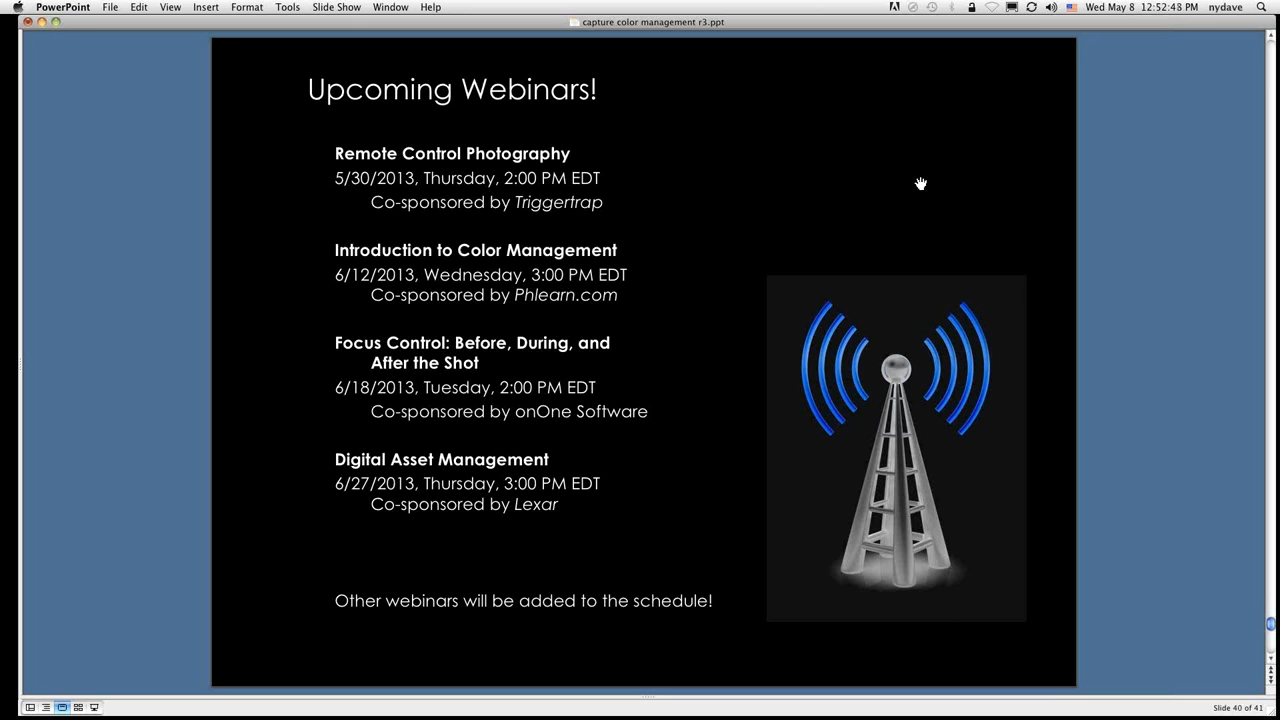 PowerPoint File Edit View Insert Format Tools Slide Show Window Help Wed May 8 12:52:48 PM nydave
capture color management r3.ppt
Upcoming Webinars!
Remote Control Photography
5/30/2013, Thursday, 2:00 PM EDT
Co-sponsored by Triggertrap
Introduction to Color Management
6/12/2013, Wednesday, 3:00 PM EDT
Co-sponsored by Phlearn.com
Focus Control: Before, During, and
After the Shot
6/18/2013, Tuesday, 2:00 PM EDT
Co-sponsored by onOne Software
Digital Asset Management
6/27/2013, Thursday, 3:00 PM EDT
Co-sponsored by Lexar
Other webinars will be added to the schedule!
Slide 40 of 41